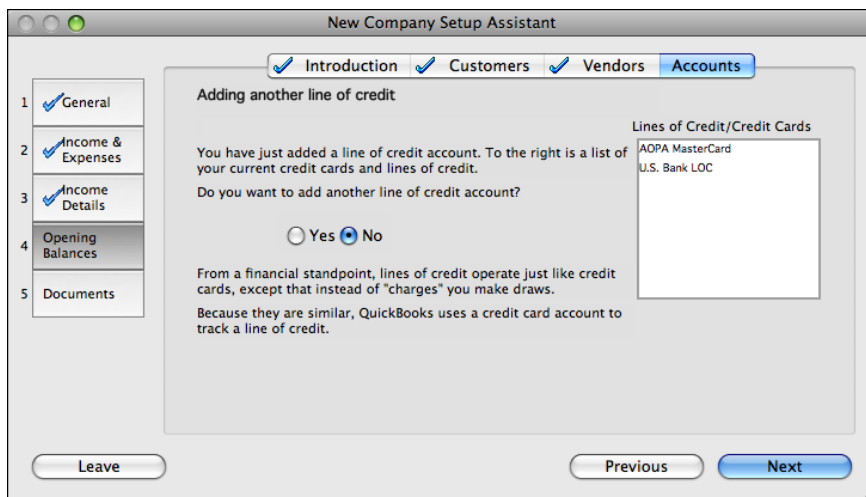 New Company Setup Assistant
Introduction
Customers
Vendors
Accounts
1 General
2 Income &
Expenses
3 Income
Details
4 Opening
Balances
5 Documents
Adding another line of credit
You have just added a line of credit account. To the right is a list of
your current credit cards and lines of credit.
Do you want to add another line of credit account?
Yes No
From a financial standpoint, lines of credit operate just like credit
cards, except that instead of "charges" you make draws.
Because they are similar, QuickBooks uses a credit card account to
track a line of credit.
Lines of Credit/Credit Cards
AOPA MasterCard
U.S. Bank LOC
Leave
Previous
Next